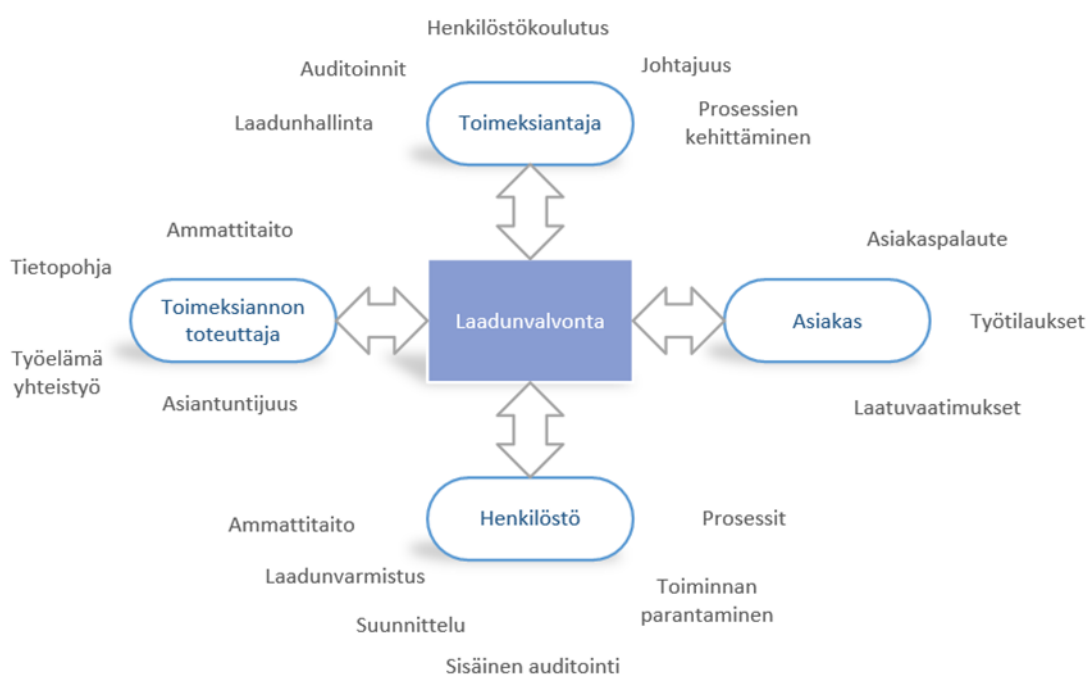 Henkilöstökoulutus
Auditoinnit
Johtajuus
Laadunhallinta
Toimeksiantaja
Prosessien
kehittäminen
Ammattitaito
Tietopohja
Toimeksiannon
toteuttaja
Työelämä
yhteistyö
Asiantuntijuus
Laadunvalvonta
Asiakaspalaute
Asiakas
Työtilaukset
Laatuvaatimukset
Henkilöstö
Ammattitaito
Prosessit
Laadunvarmistus
Toiminnan
parantaminen
Suunnittelu
Sisäinen auditointi